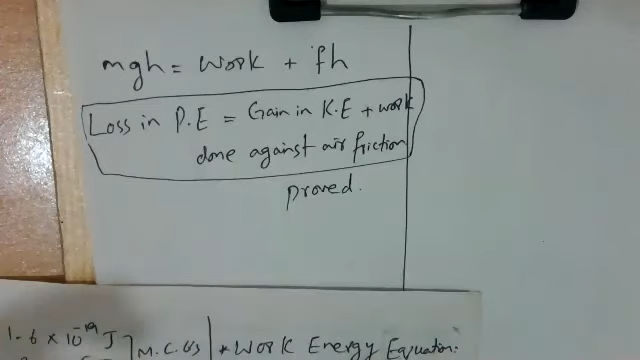 mgh = work + fh
Loss in P.E = Gain in K.E + work
done against air friction
proved.
1.6 × 10⁻¹⁹ J
M.C.Qs
* Work Energy Equation: